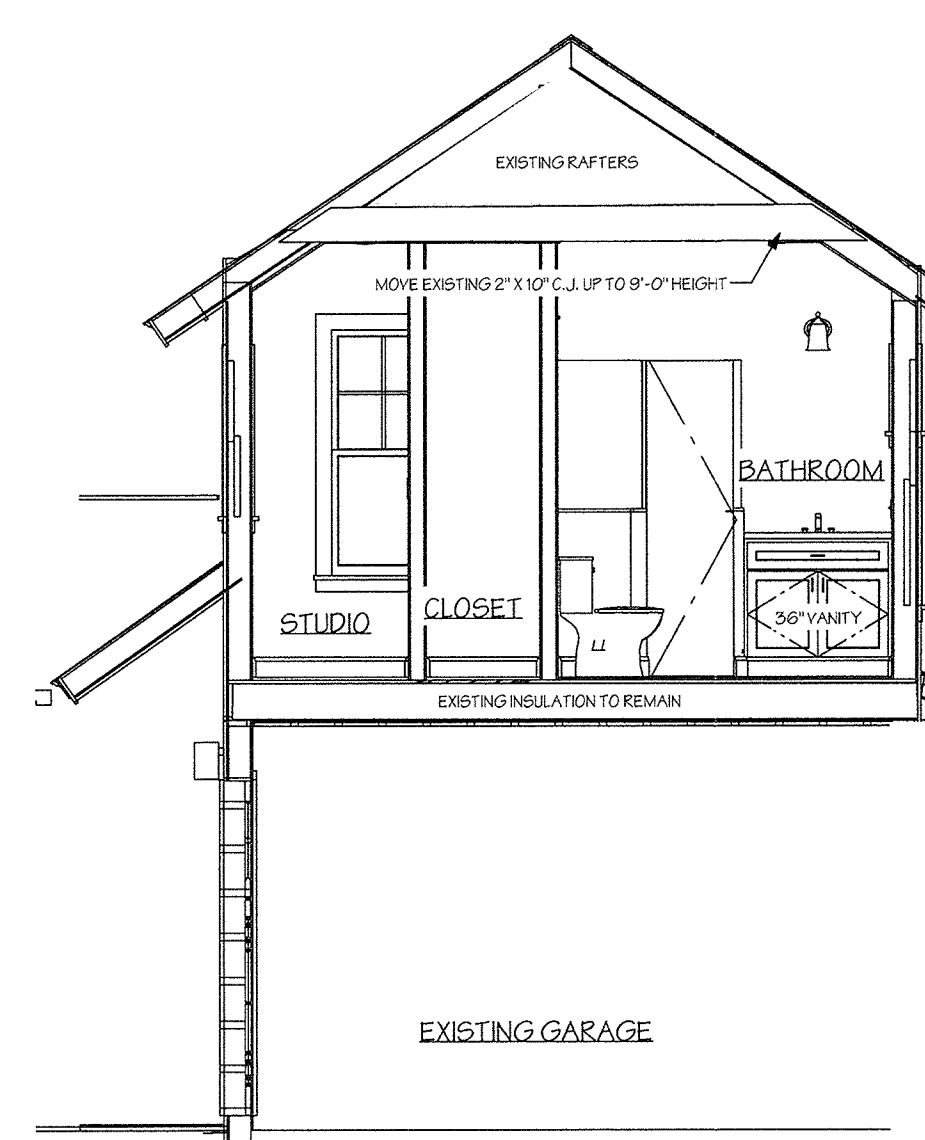 EXISTING RAFTERS
MOVE EXISTING 2" X 10" C.J. UP TO 9'-0" HEIGHT
BATHROOM
STUDIO
CLOSET
36" VANITY
EXISTING INSULATION TO REMAIN
EXISTING GARAGE